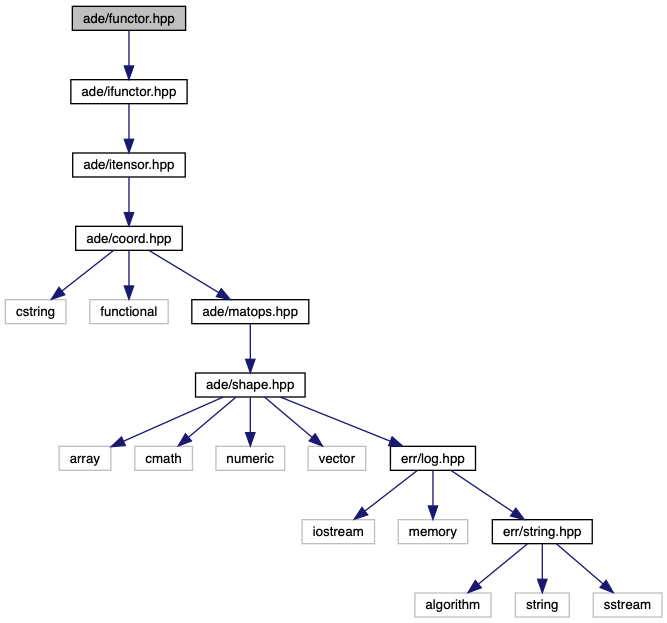 ade/functor.hpp
ade/ifunctor.hpp
ade/itensor.hpp
ade/coord.hpp
cstring
functional
ade/matops.hpp
ade/shape.hpp
array
cmath
numeric
vector
err/log.hpp
iostream
memory
err/string.hpp
algorithm
string
sstream